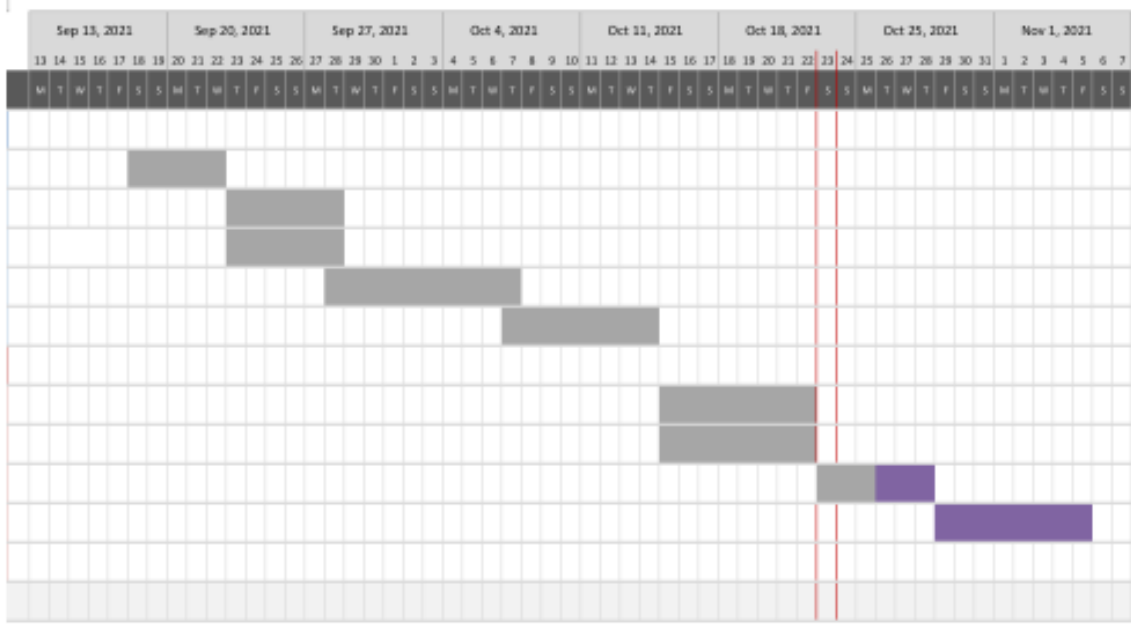 Sep 13, 2021 Sep 20, 2021 Sep 27, 2021 Oct 4, 2021 Oct 11, 2021 Oct 18, 2021 Oct 25, 2021 Nov 1, 2021
13 14 15 16 17 18 19 20 21 22 23 24 25 26 27 28 29 30 1 2 3 4 5 6 7 8 9 10 11 12 13 14 15 16 17 18 19 20 21 22 23 24 25 26 27 28 29 30 31 1 2 3 4 5 6 7
M T W T F S S M T W T F S S M T W T F S S M T W T F S S M T W T F S S M T W T F S S M T W T F S S M T W T F S S